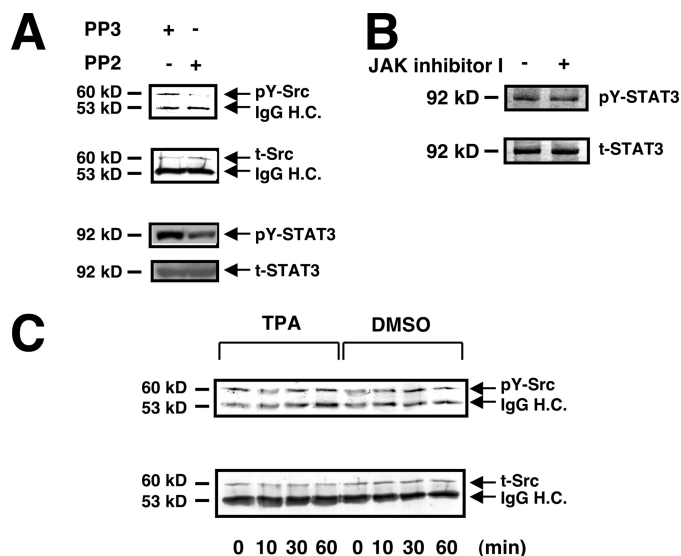 A
PP3 + -
PP2 - +
60 kD pY-Src
53 kD IgG H.C.
60 kD t-Src
53 kD IgG H.C.
92 kD pY-STAT3
92 kD t-STAT3
B
JAK inhibitor I - +
92 kD pY-STAT3
92 kD t-STAT3
C
TPA DMSO
60 kD pY-Src
53 kD IgG H.C.
60 kD t-Src
53 kD IgG H.C.
0 10 30 60 0 10 30 60 (min)